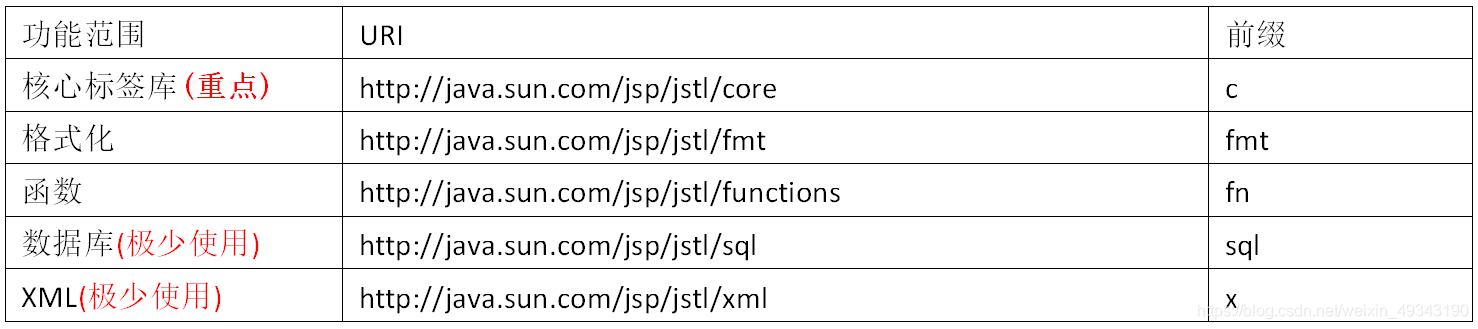 功能范围 URI 前缀
核心标签库 (重点) http://java.sun.com/jsp/jstl/core c
格式化 http://java.sun.com/jsp/jstl/fmt fmt
函数 http://java.sun.com/jsp/jstl/functions fn
数据库(极少使用) http://java.sun.com/jsp/jstl/sql sql
XML(极少使用) http://java.sun.com/jsp/jstl/xml x
https://blog.csdn.net/weixin_49343190